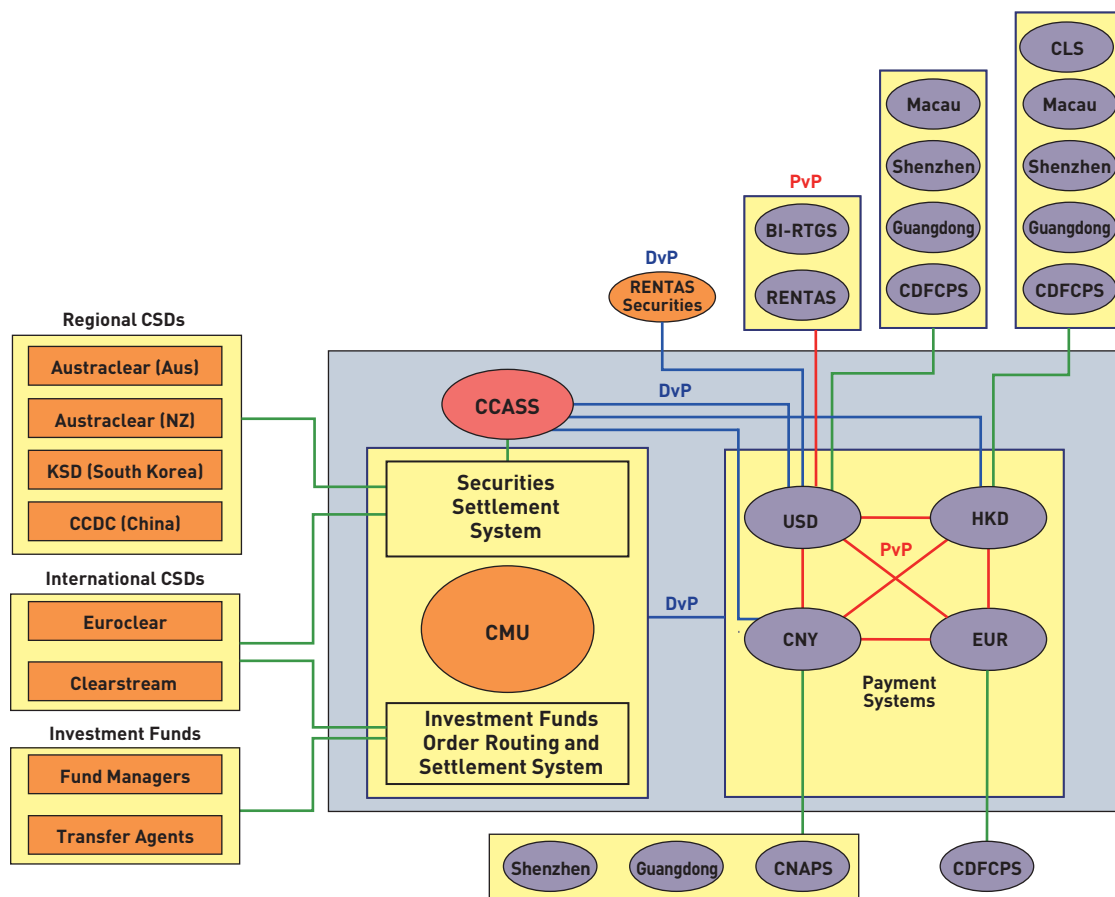 CLS
Macau
Shenzhen
Guangdong
CDFCPS
Macau
Shenzhen
Guangdong
CDFCPS
PvP
BI-RTGS
RENTAS
DvP
RENTAS
Securities
Regional CSDs
Austraclear (Aus)
Austraclear (NZ)
KSD (South Korea)
CCDC (China)
International CSDs
Euroclear
Clearstream
Investment Funds
Fund Managers
Transfer Agents
CCASS
DvP
Securities
Settlement
System
CMU
Investment Funds
Order Routing and
Settlement System
DvP
USD
HKD
PvP
CNY
EUR
Payment
Systems
Shenzhen
Guangdong
CNAPS
CDFCPS